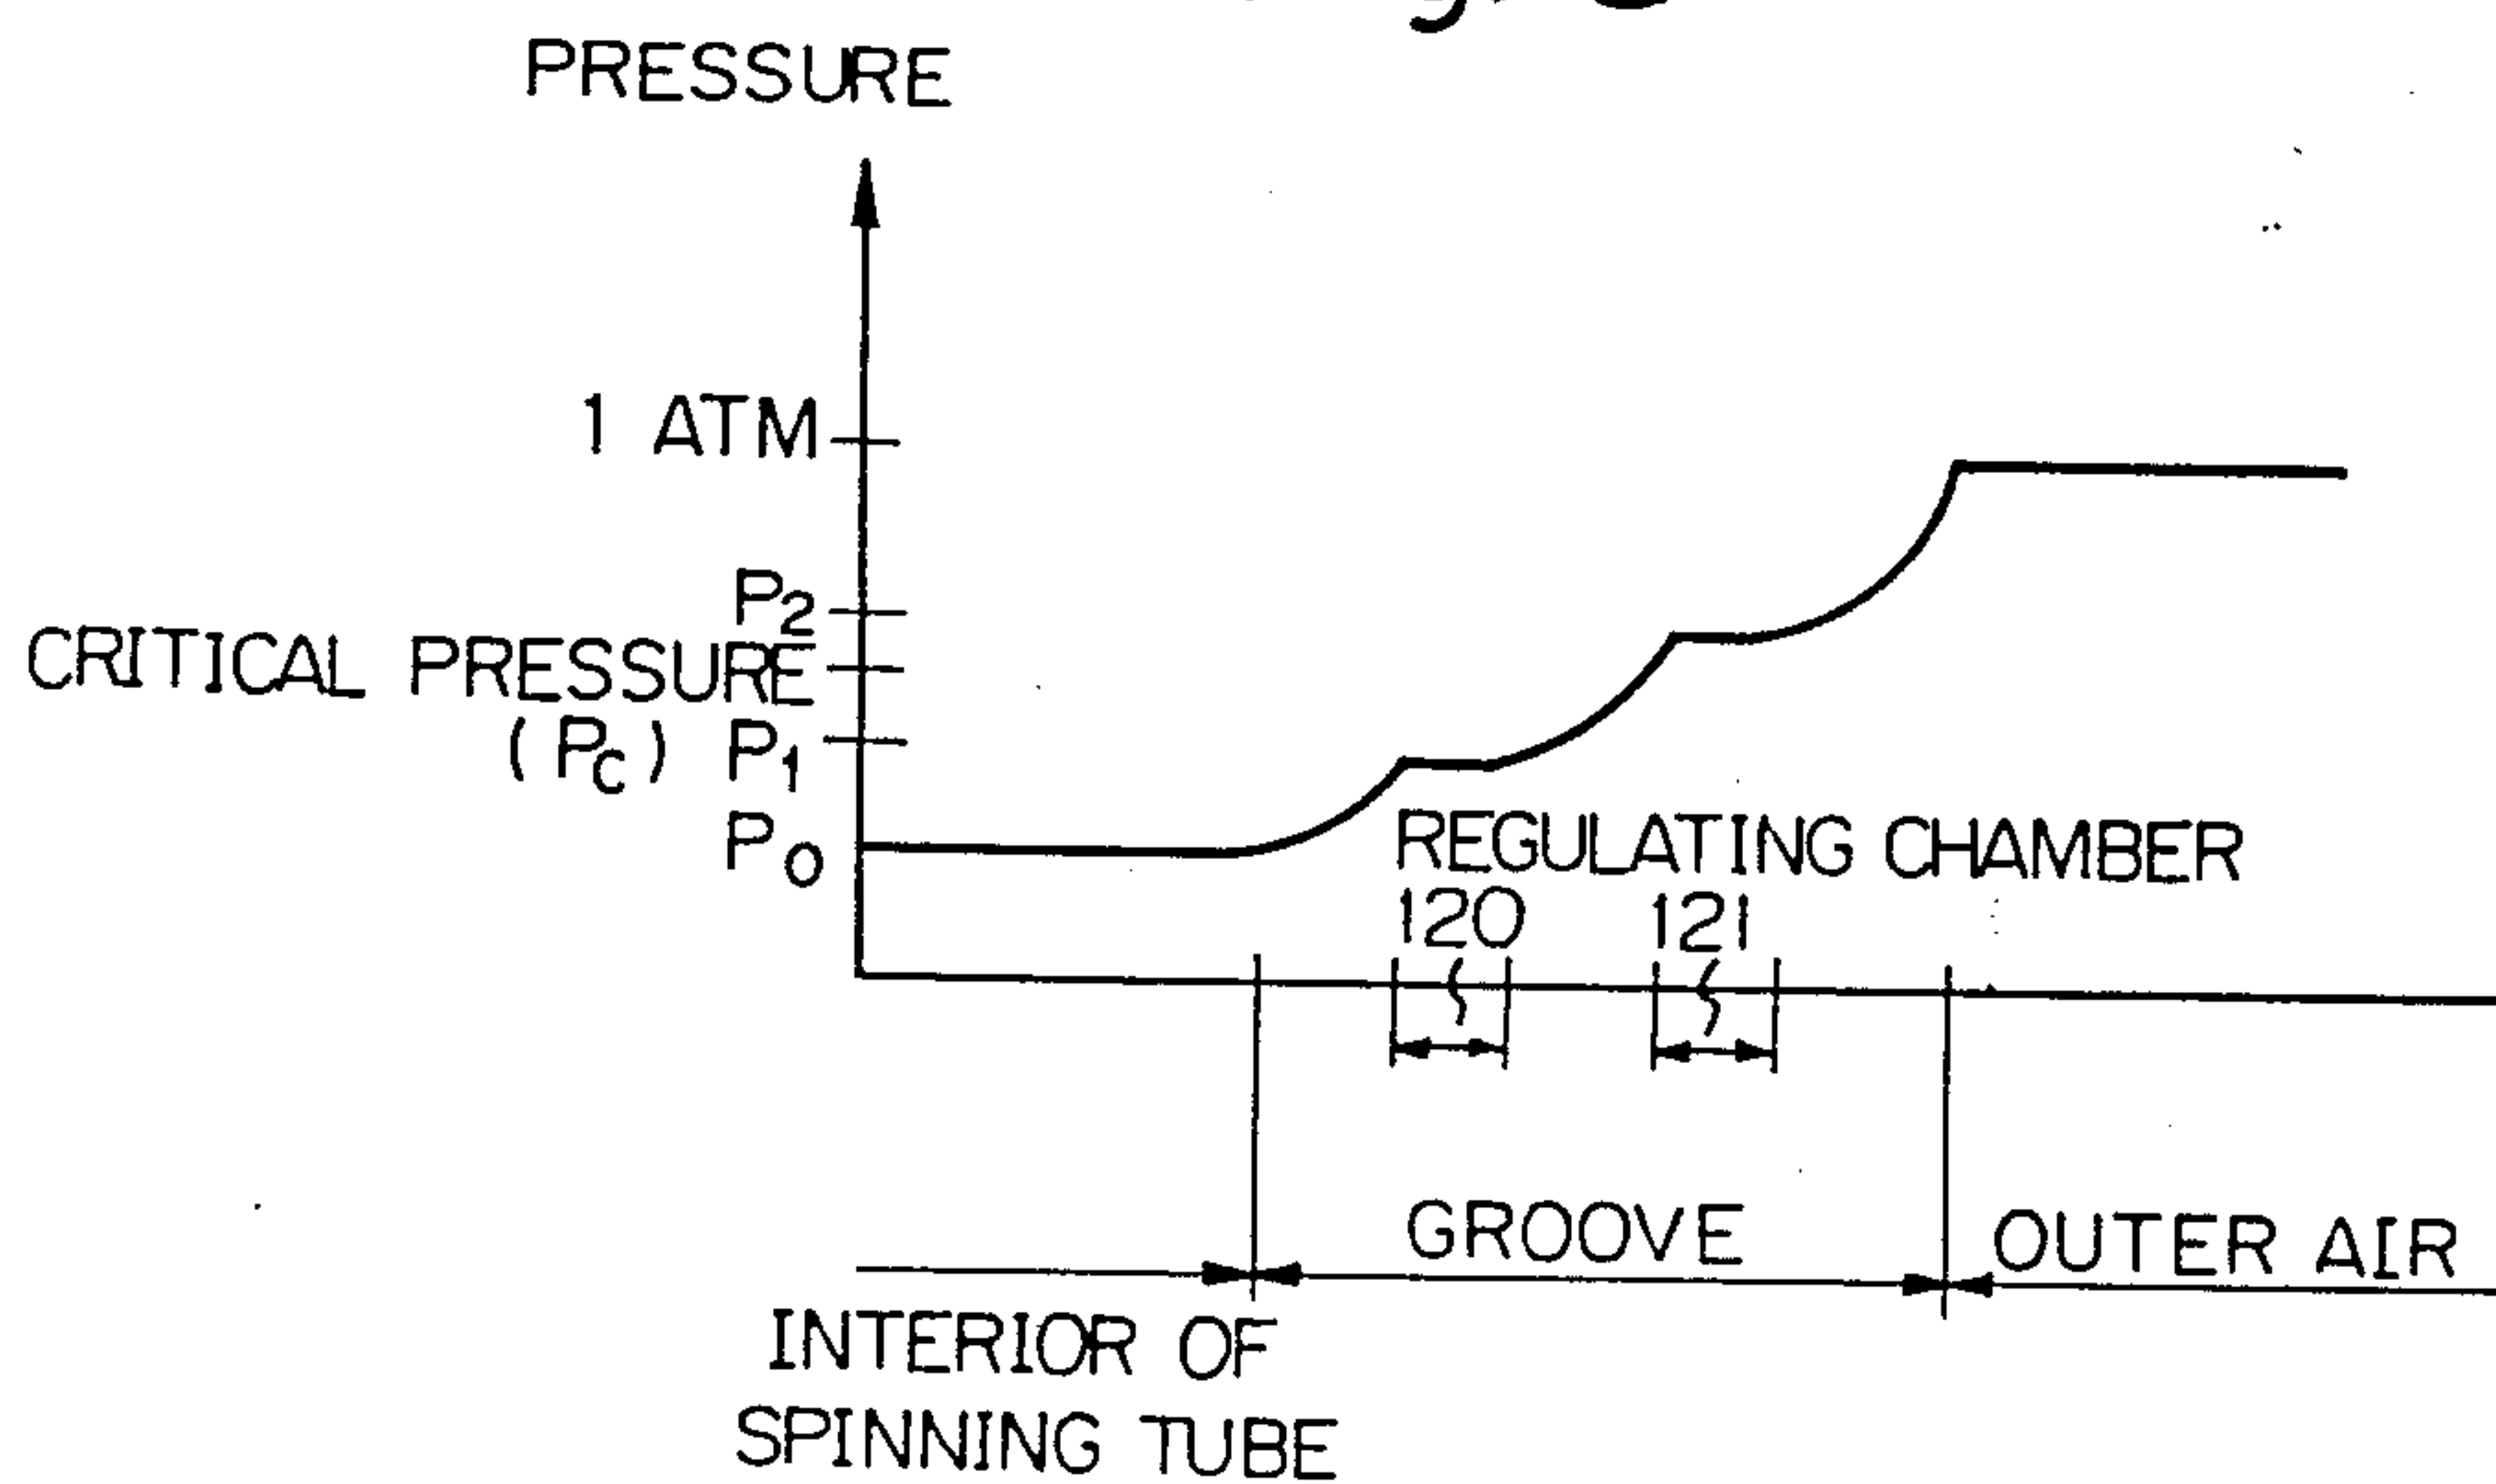 PRESSURE
1 ATM
P2
CRITICAL PRESSURE
(PC) P1
P0
REGULATING CHAMBER
120 121
GROOVE
OUTER AIR
INTERIOR OF
SPINNING TUBE